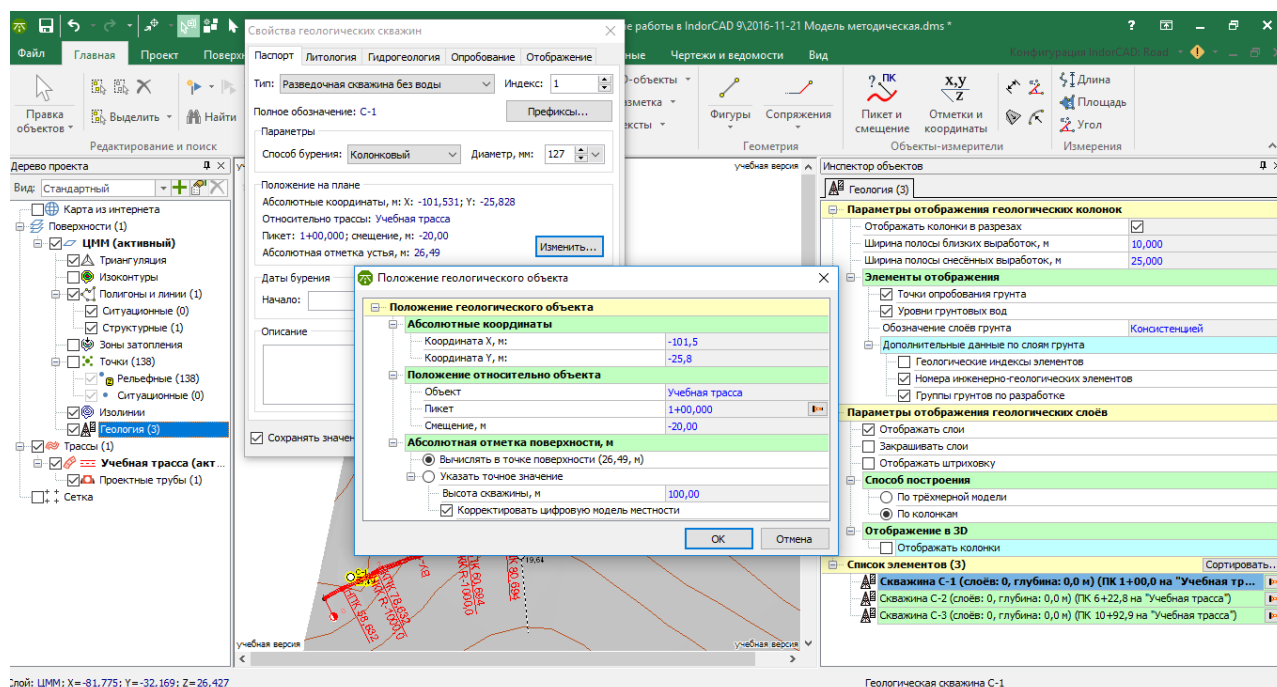 е работы в IndorCAD 9\2016-11-21 Модель методическая.dms *
Файл Главная Проект Поверх
ные Чертежи и ведомости Вид
Конфигурация IndorCAD: Road
Правка объектов
Выделить
Найти
Редактирование и поиск
Фигуры
Сопряжения
Геометрия
Пикет и смещение
Отметки и координаты
Объекты-измерители
Длина
Площадь
Угол
Измерения
Дерево проекта
Вид: Стандартный
Карта из интернета
Поверхности (1)
ЦММ (активный)
Триангуляция
Изоконтуры
Полигоны и линии (1)
Ситуационные (0)
Структурные (1)
Зоны затопления
Точки (138)
Рельефные (138)
Ситуационные (0)
Изолинии
Геология (3)
Трассы (1)
Учебная трасса (акт...
Проектные трубы (1)
Сетка
Свойства геологических скважин
Паспорт Литология Гидрогеология Опробование Отображение
Тип: Разведочная скважина без воды Индекс: 1
Полное обозначение: С-1 Префиксы...
Параметры
Способ бурения: Колонковый Диаметр, мм: 127
Положение на плане
Абсолютные координаты, м: X: -101,531; Y: -25,828
Относительно трассы: Учебная трасса
Пикет: 1+00,000; смещение, м: -20,00
Абсолютная отметка устья, м: 26,49
Изменить...
Даты бурения
Начало:
Описание
Сохранять значен
Положение геологического объекта
Положение геологического объекта
Абсолютные координаты
Координата X, м: -101,5
Координата Y, м: -25,8
Положение относительно объекта
Объект Учебная трасса
Пикет 1+00,000
Смещение, м -20,00
Абсолютная отметка поверхности, м
Вычислять в точке поверхности (26,49, м)
Указать точное значение
Высота скважины, м 100,00
Корректировать цифровую модель местности
ОК Отмена
учебная версия
19,64
учебная версия
учебная версия
Инспектор объектов
Геология (3)
Параметры отображения геологических колонок
Отображать колонки в разрезах
Ширина полосы близких выработок, м 10,000
Ширина полосы снесённых выработок, м 25,000
Элементы отображения
Точки опробования грунта
Уровни грунтовых вод
Обозначение слоёв грунта Консистенцией
Дополнительные данные по слоям грунта
Геологические индексы элементов
Номера инженерно-геологических элементов
Группы грунтов по разработке
Параметры отображения геологических слоёв
Отображать слои
Закрашивать слои
Отображать штриховку
Способ построения
По трёхмерной модели
По колонкам
Отображение в 3D
Отображать колонки
Список элементов (3) Сортировать...
Скважина С-1 (слоёв: 0, глубина: 0,0 м) (ПК 1+00,0 на "Учебная тр...
Скважина С-2 (слоёв: 0, глубина: 0,0 м) (ПК 6+22,8 на "Учебная трасса")
Скважина С-3 (слоёв: 0, глубина: 0,0 м) (ПК 10+92,9 на "Учебная трасса")
Слой: ЦММ; X=-81,775; Y=-32,169; Z=26,427
Геологическая скважина С-1